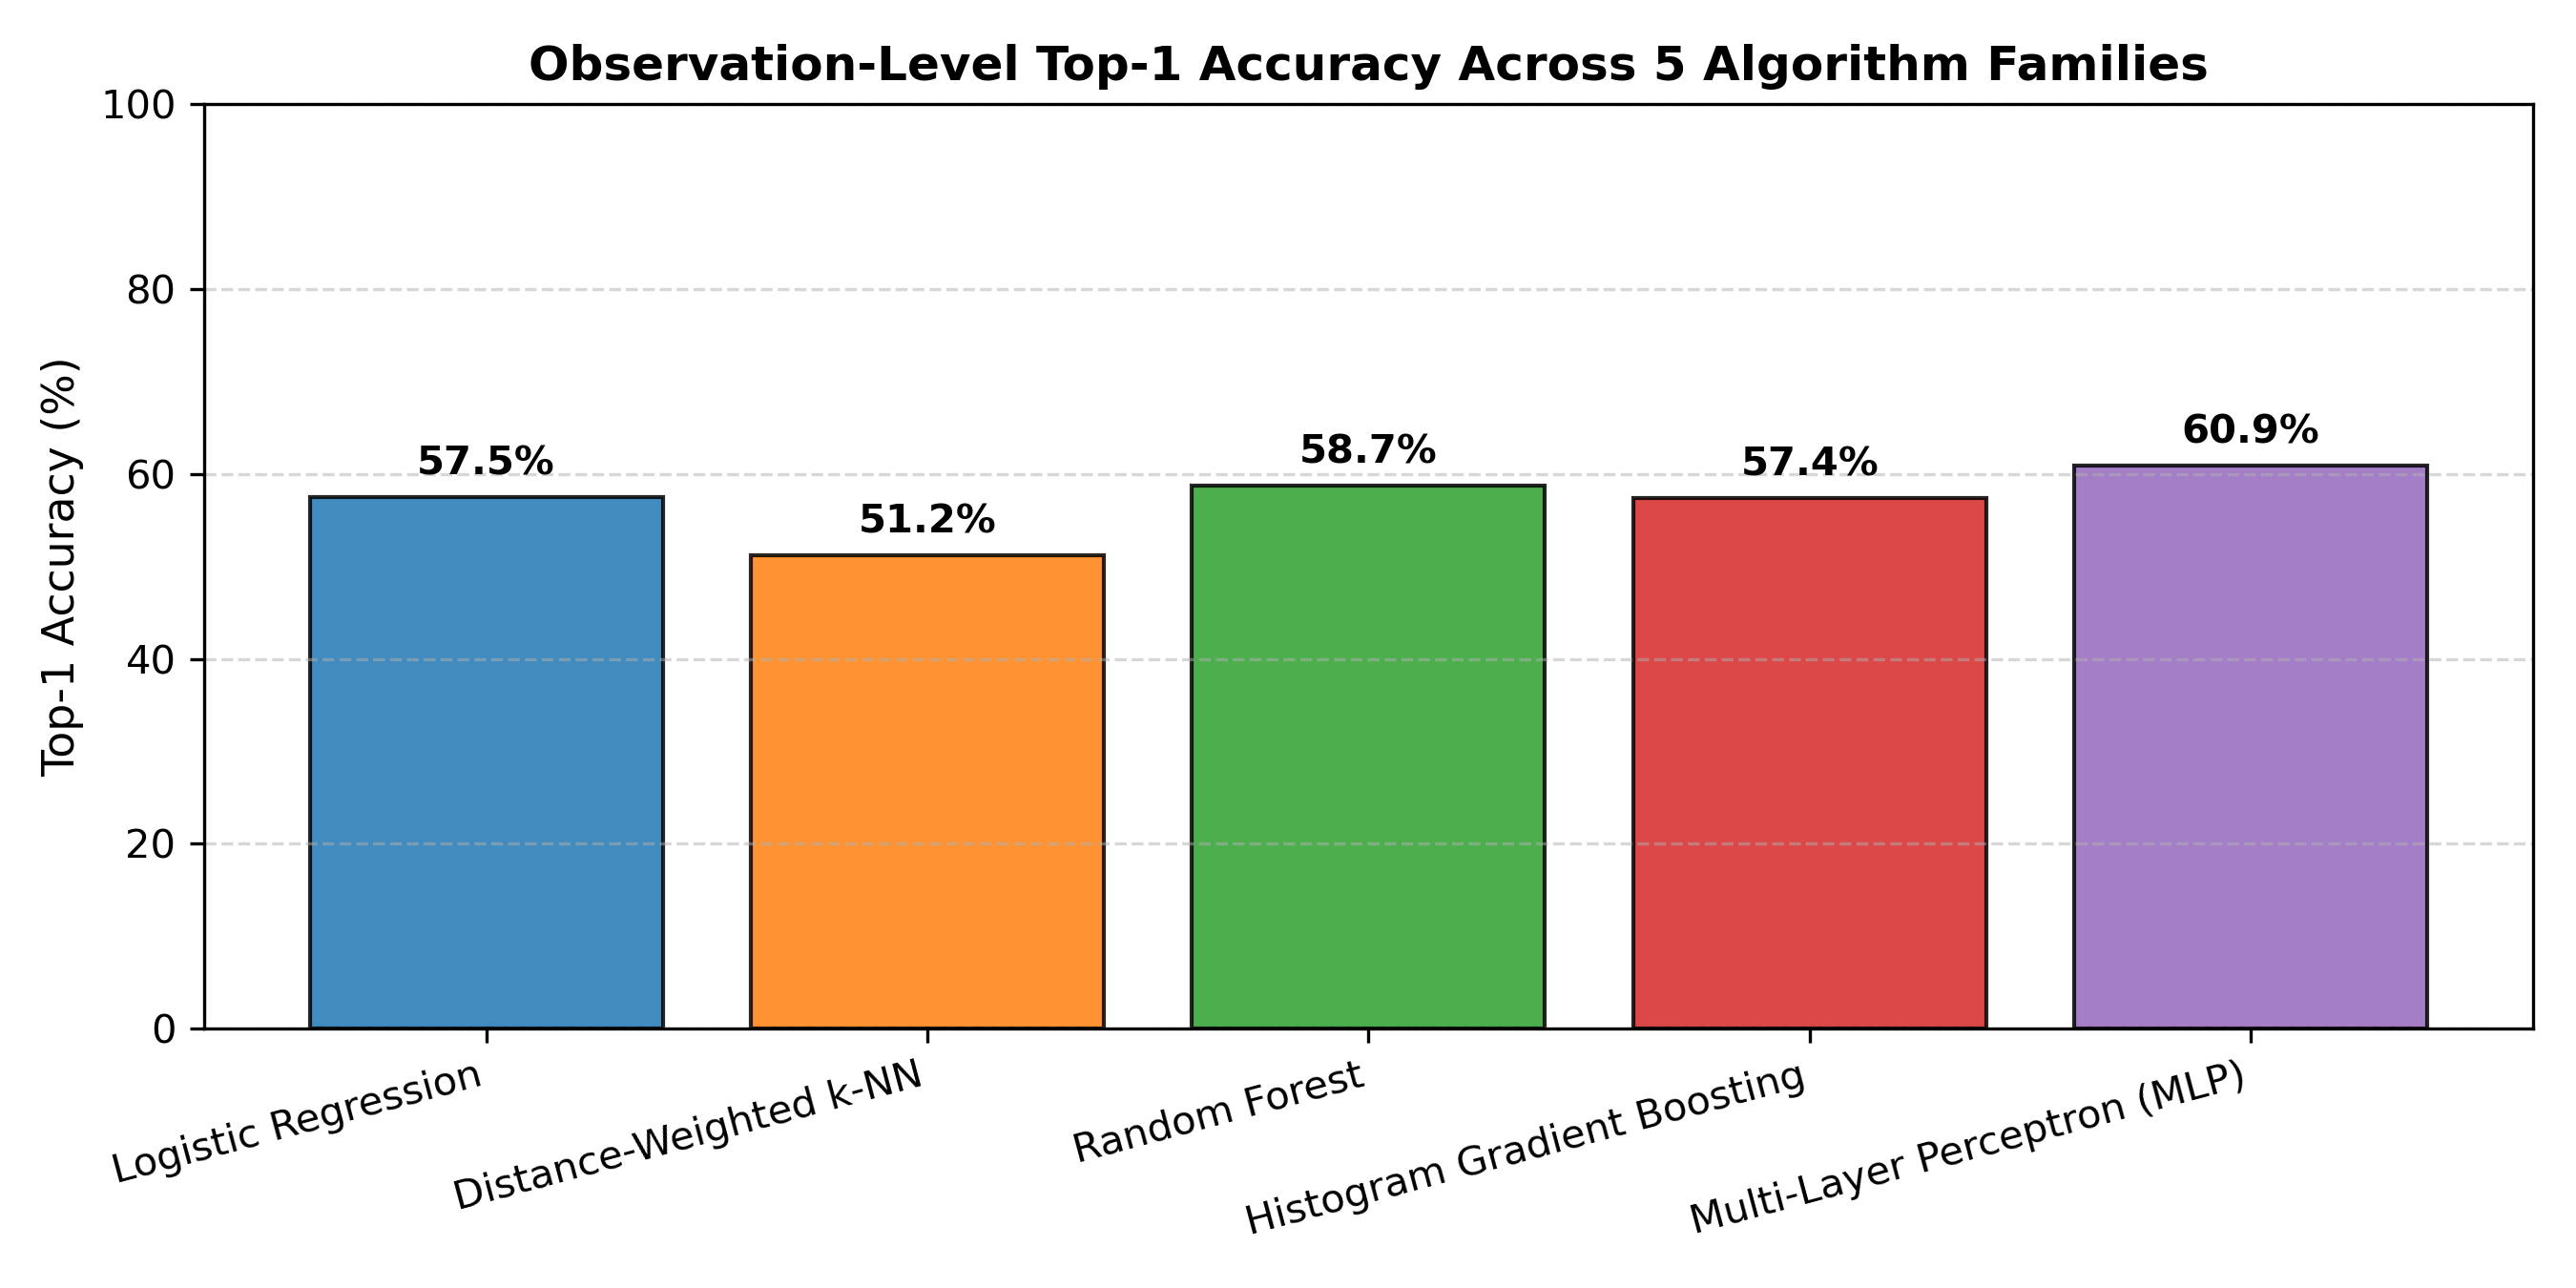 Observation-Level Top-1 Accuracy Across 5 Algorithm Families
Top-1 Accuracy (%)
100
80
60
40
20
0
57.5%
51.2%
58.7%
57.4%
60.9%
Logistic Regression
Distance-Weighted k-NN
Random Forest
Histogram Gradient Boosting
Multi-Layer Perceptron (MLP)